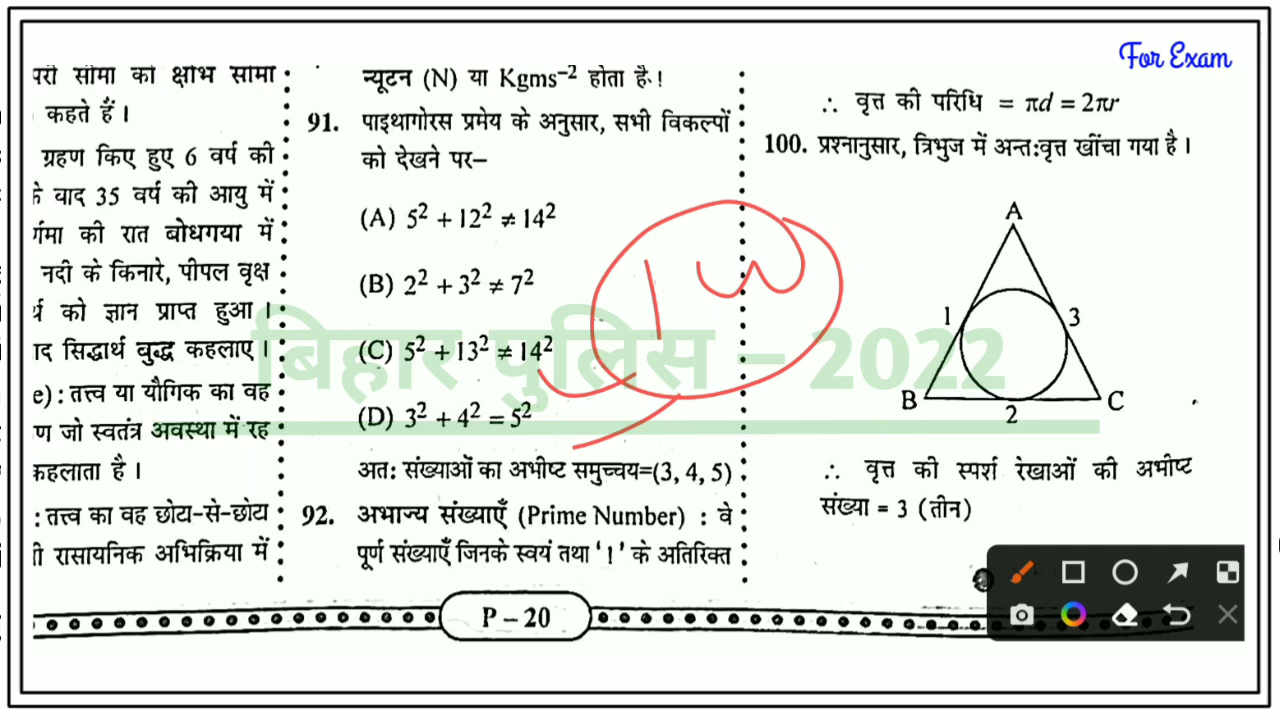 For Exam
परी सीमा को क्षोभ सीमा
कहते हैं।
ग्रहण किए हुए 6 वर्ष की
के याद 35 वर्ष की आयु में
की रात बोधगया में
नदी के किनारे, पीपल वृक्ष
र्थ को ज्ञान प्राप्त हुआ।
सिद्धार्थ बुद्ध कहलाए।
e) : तत्त्व या यौगिक का वह
जो स्वतंत्र अवस्था में रह
कहलाता है।
: तत्त्व का वह छोटा-से-छोटा
रासायनिक अभिक्रिया में
न्यूटन (N) या Kgms⁻² होता है।
91. पाइथागोरस प्रमेय के अनुसार, सभी विकल्पों
को देखने पर–
(A) 5² + 12² ≠ 14²
(B) 2² + 3² ≠ 7²
(C) 5² + 13² ≠ 14²
(D) 3² + 4² = 5²
अत: संख्याओं का अभीष्ट समुच्चय=(3, 4, 5)
92. अभाज्य संख्याएँ (Prime Number) : वे
पूर्ण संख्याएँ जिनके स्वयं तथा ‘1’ के अतिरिक्त
∴ वृत्त की परिधि = πd = 2πr
100. प्रश्नानुसार, त्रिभुज में अन्त:वृत्त खींचा गया है।
A
1 3
B C
2
∴ वृत्त की स्पर्श रेखाओं की अभीष्ट
संख्या = 3 (तीन)
बिहार पुलिस – 2022
P – 20